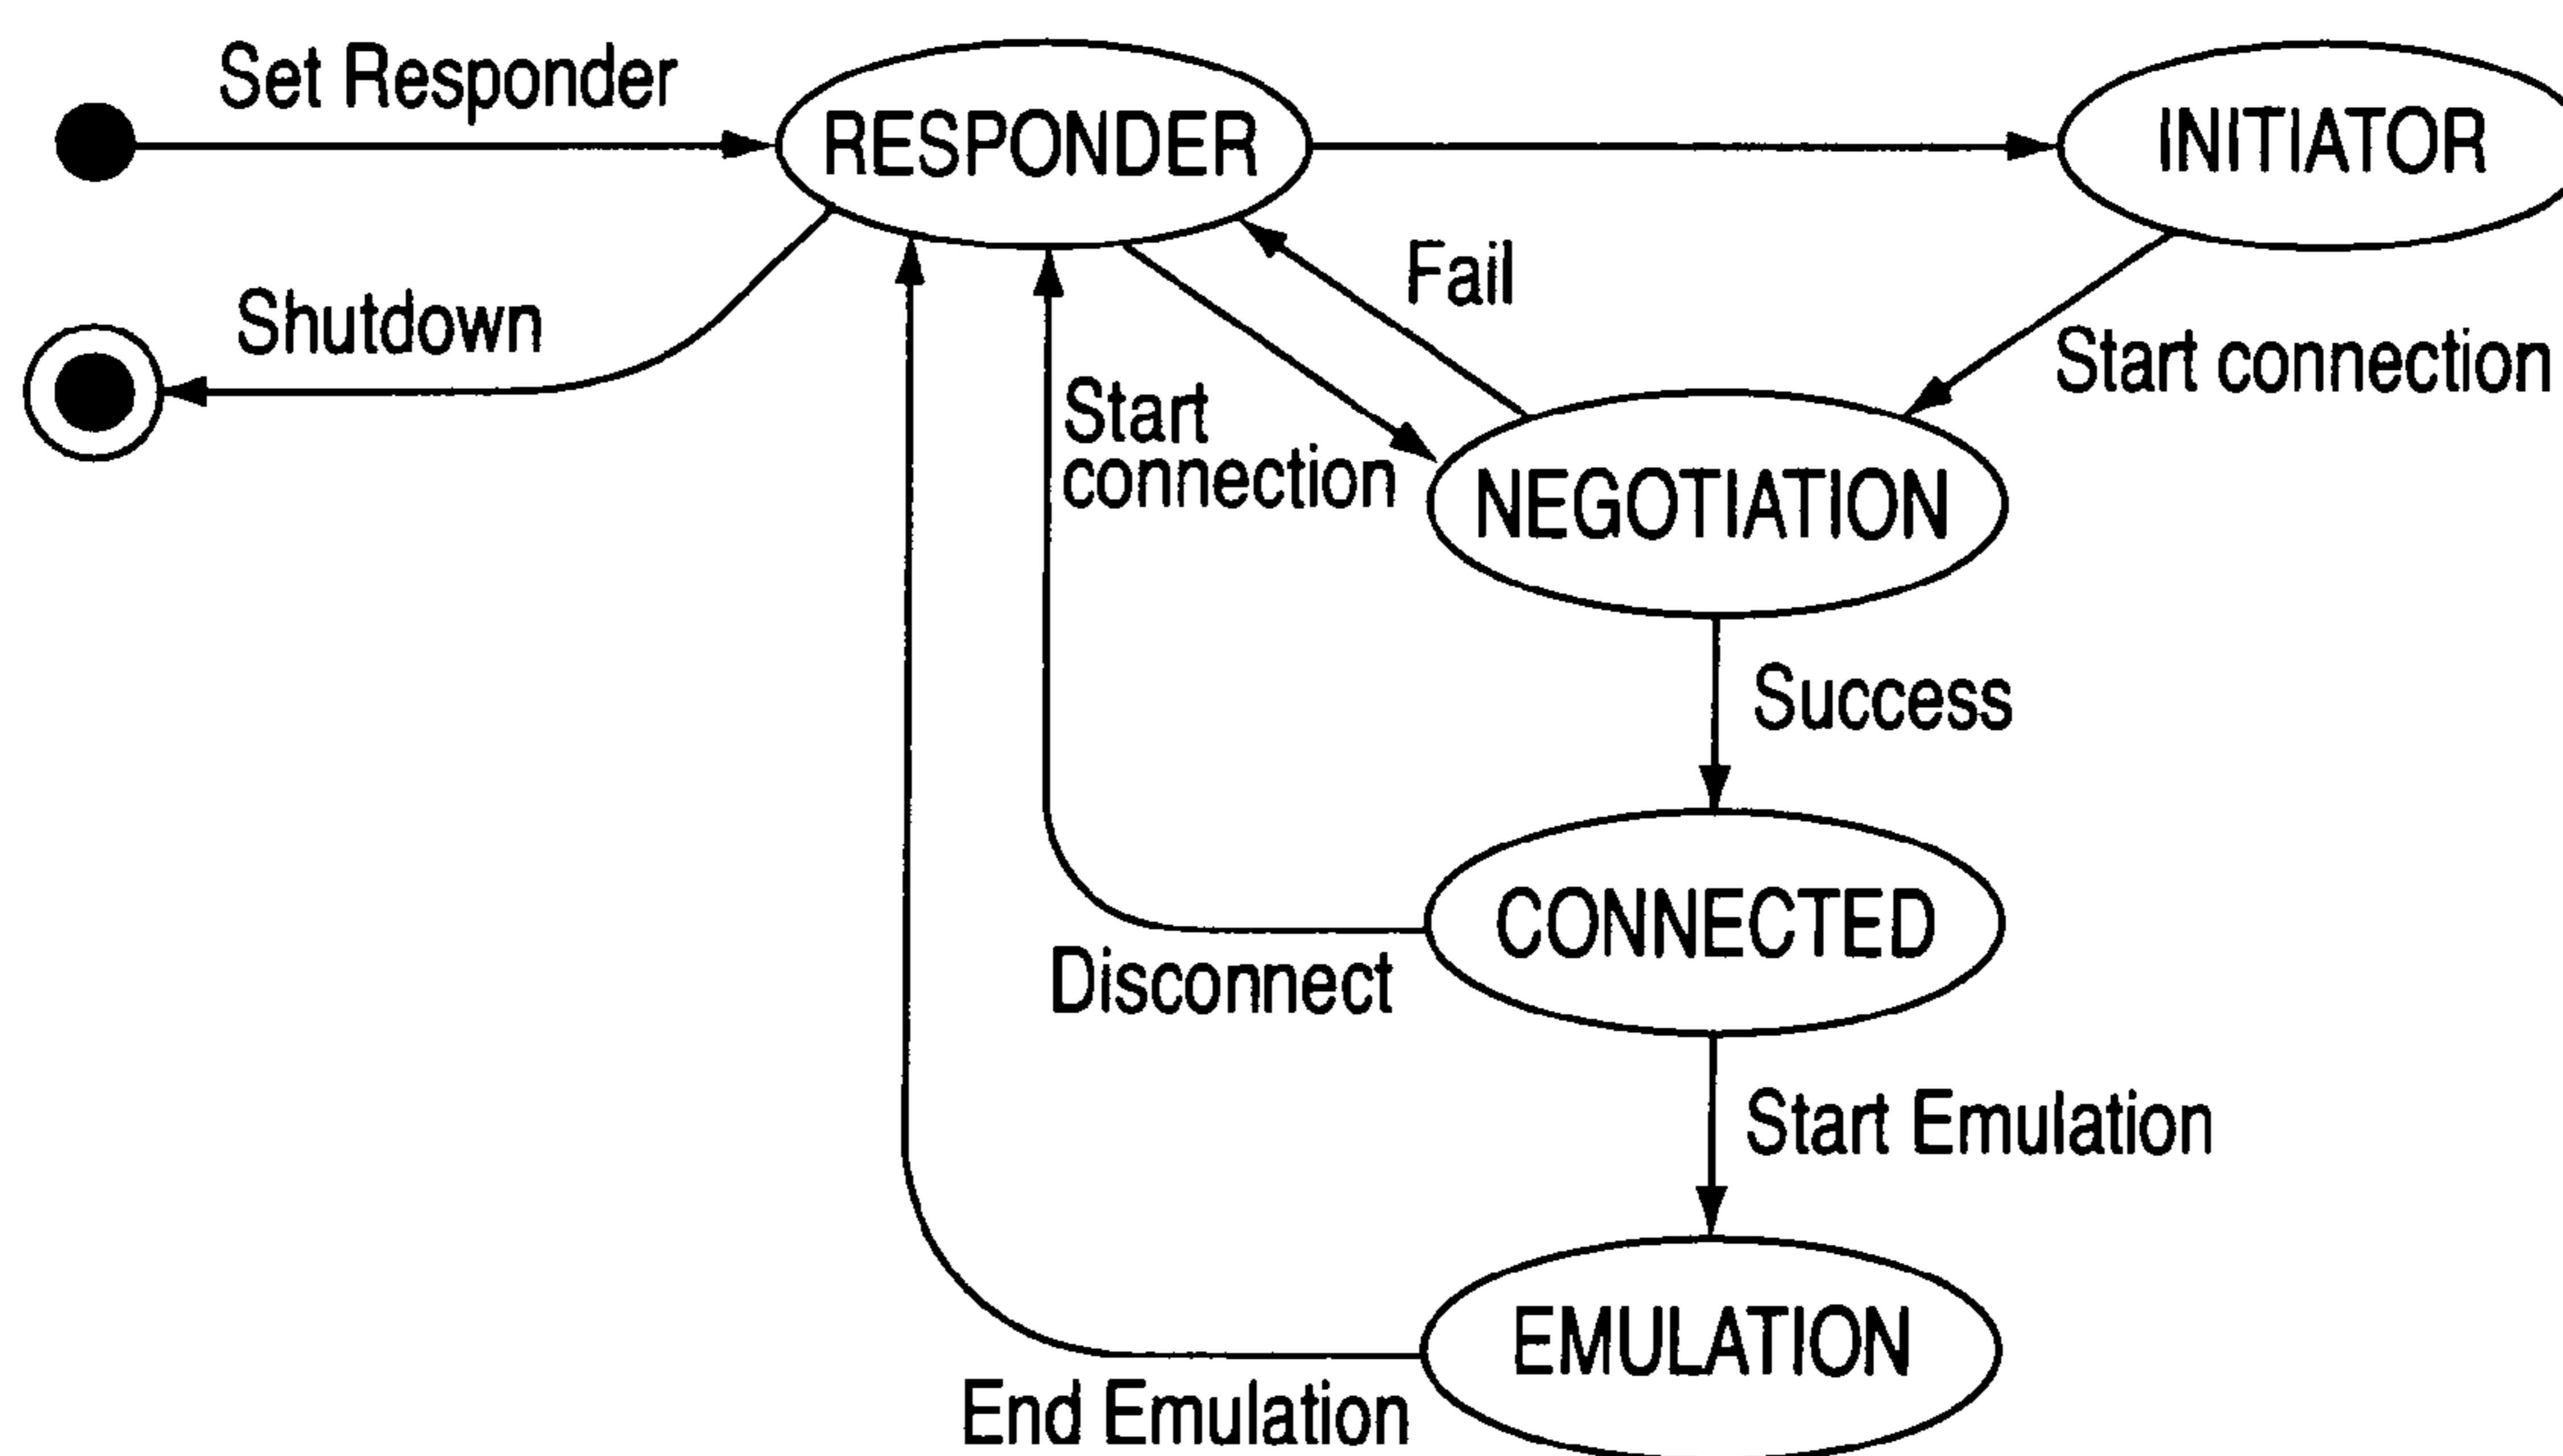 Set Responder
RESPONDER
INITIATOR
Fail
Shutdown
Start connection
Start
connection
NEGOTIATION
Success
CONNECTED
Disconnect
Start Emulation
EMULATION
End Emulation